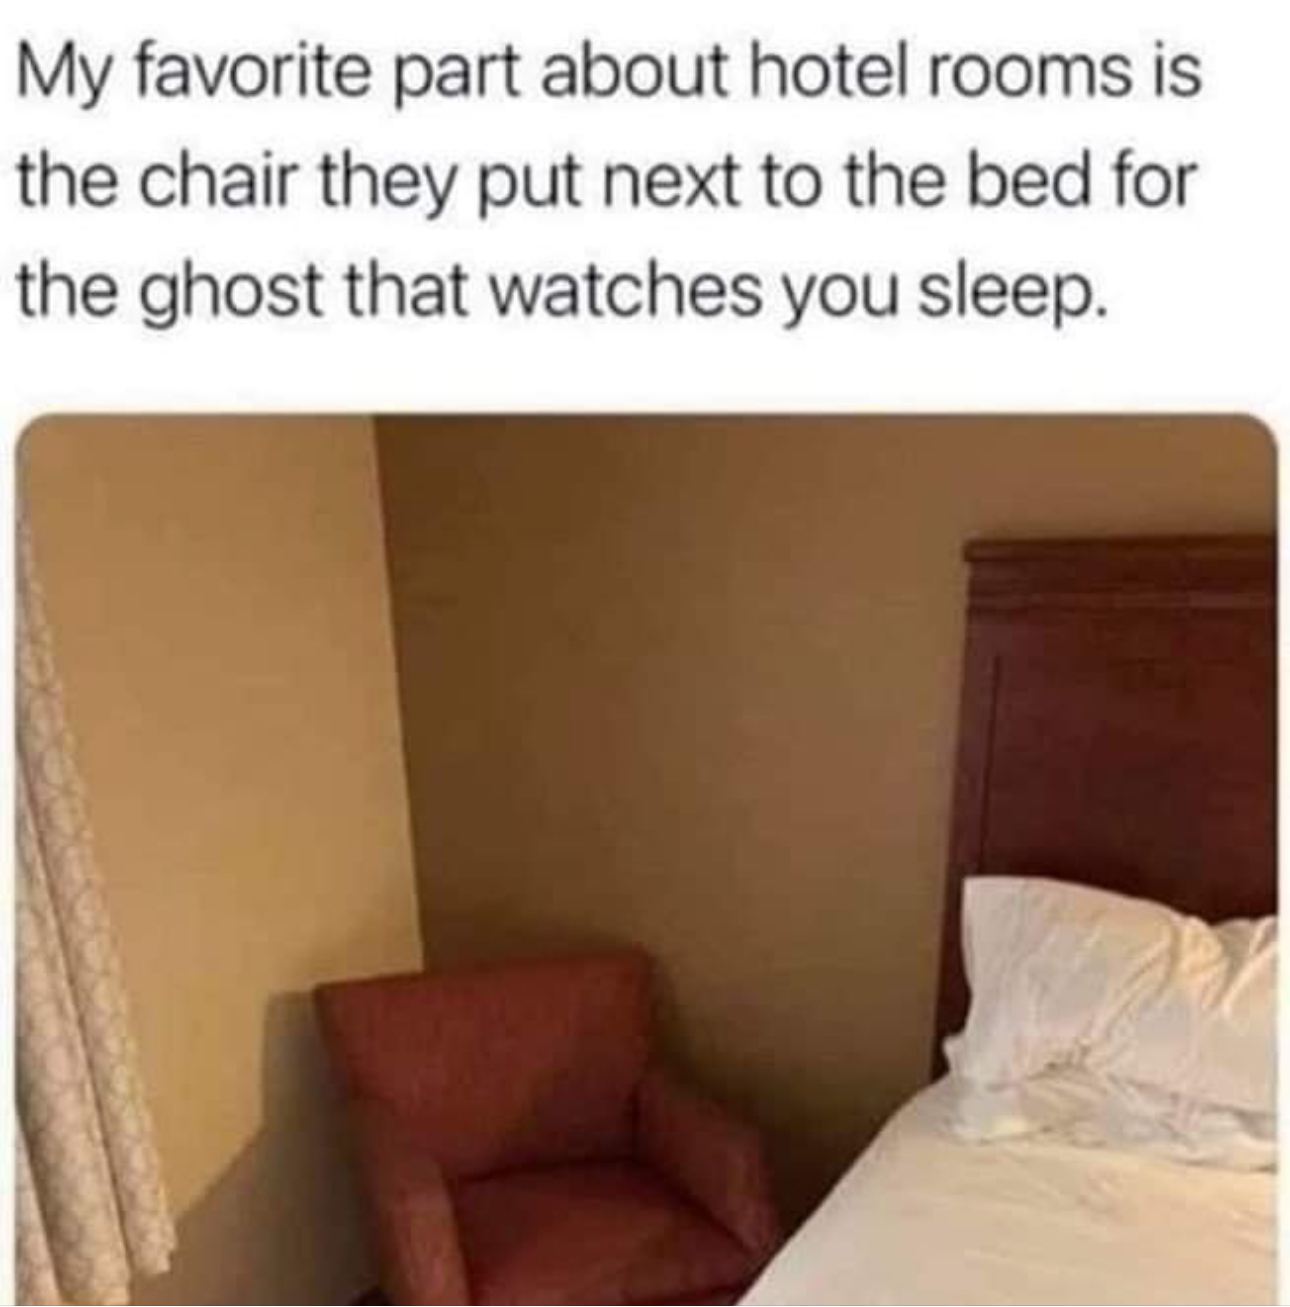 My favorite part about hotel rooms is
the chair they put next to the bed for
the ghost that watches you sleep.